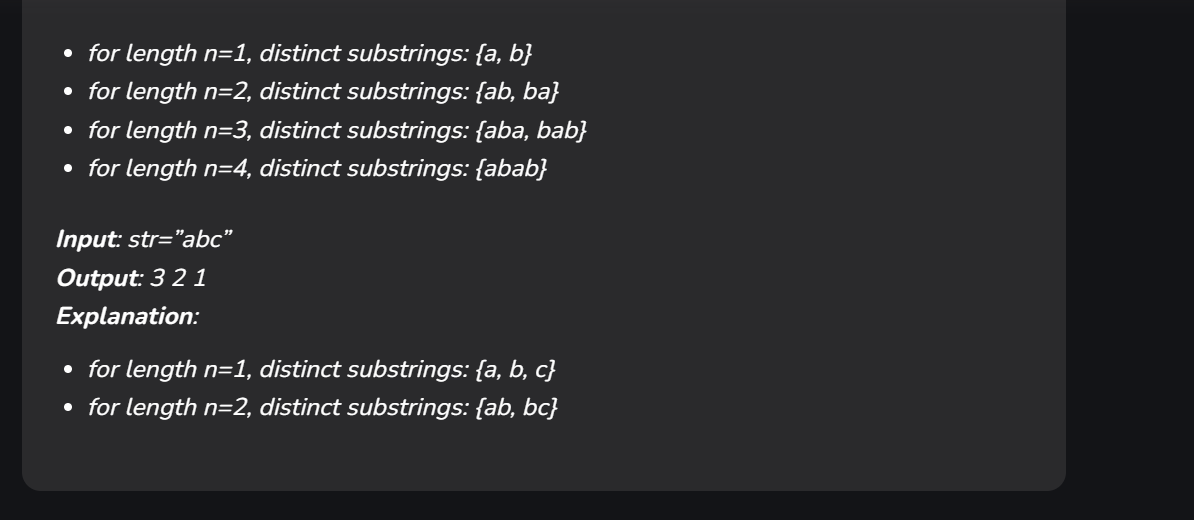 • for length n=1, distinct substrings: {a, b}
• for length n=2, distinct substrings: {ab, ba}
• for length n=3, distinct substrings: {aba, bab}
• for length n=4, distinct substrings: {abab}
Input: str=”abc”
Output: 3 2 1
Explanation:
• for length n=1, distinct substrings: {a, b, c}
• for length n=2, distinct substrings: {ab, bc}